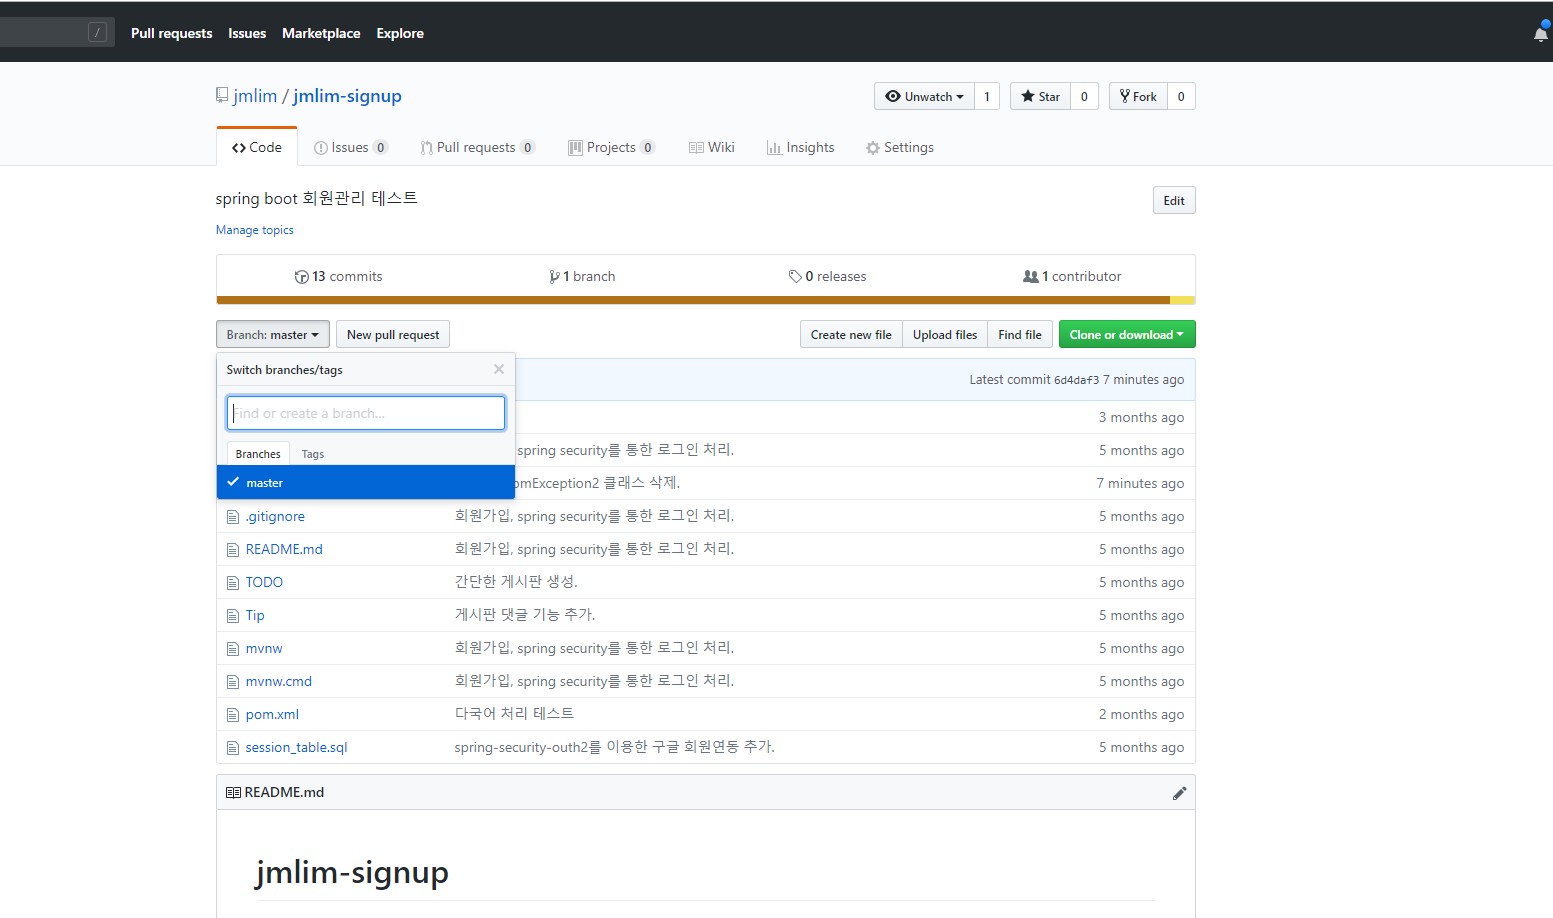 / Pull requests Issues Marketplace Explore
jmlim / jmlim-signup Unwatch 1 Star 0 Fork 0
Code Issues 0 Pull requests 0 Projects 0 Wiki Insights Settings
spring boot 회원관리 테스트 Edit
Manage topics
13 commits 1 branch 0 releases 1 contributor
Branch: master New pull request Create new file Upload files Find file Clone or download
Switch branches/tags
Latest commit 6d4daf3 7 minutes ago
Find or create a branch...
3 months ago
Branches Tags
spring security를 통한 로그인 처리. 5 months ago
master
omException2 클래스 삭제. 7 minutes ago
.gitignore 회원가입, spring security를 통한 로그인 처리. 5 months ago
README.md 회원가입, spring security를 통한 로그인 처리. 5 months ago
TODO 간단한 게시판 생성. 5 months ago
Tip 게시판 댓글 기능 추가. 5 months ago
mvnw 회원가입, spring security를 통한 로그인 처리. 5 months ago
mvnw.cmd 회원가입, spring security를 통한 로그인 처리. 5 months ago
pom.xml 다국어 처리 테스트 2 months ago
session_table.sql spring-security-outh2를 이용한 구글 회원연동 추가. 5 months ago
README.md
jmlim-signup